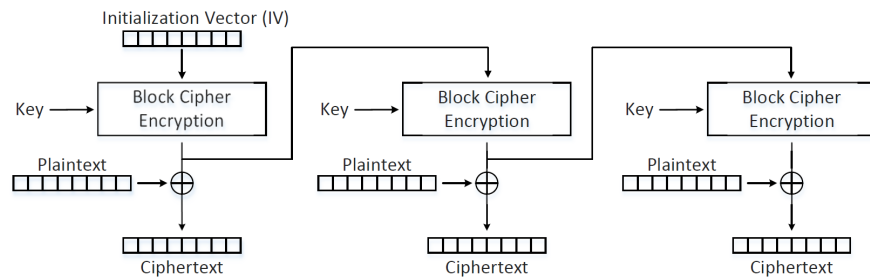 Initialization Vector (IV)
Key
Block Cipher
Encryption
Key
Block Cipher
Encryption
Key
Block Cipher
Encryption
Plaintext
Plaintext
Plaintext
Ciphertext
Ciphertext
Ciphertext